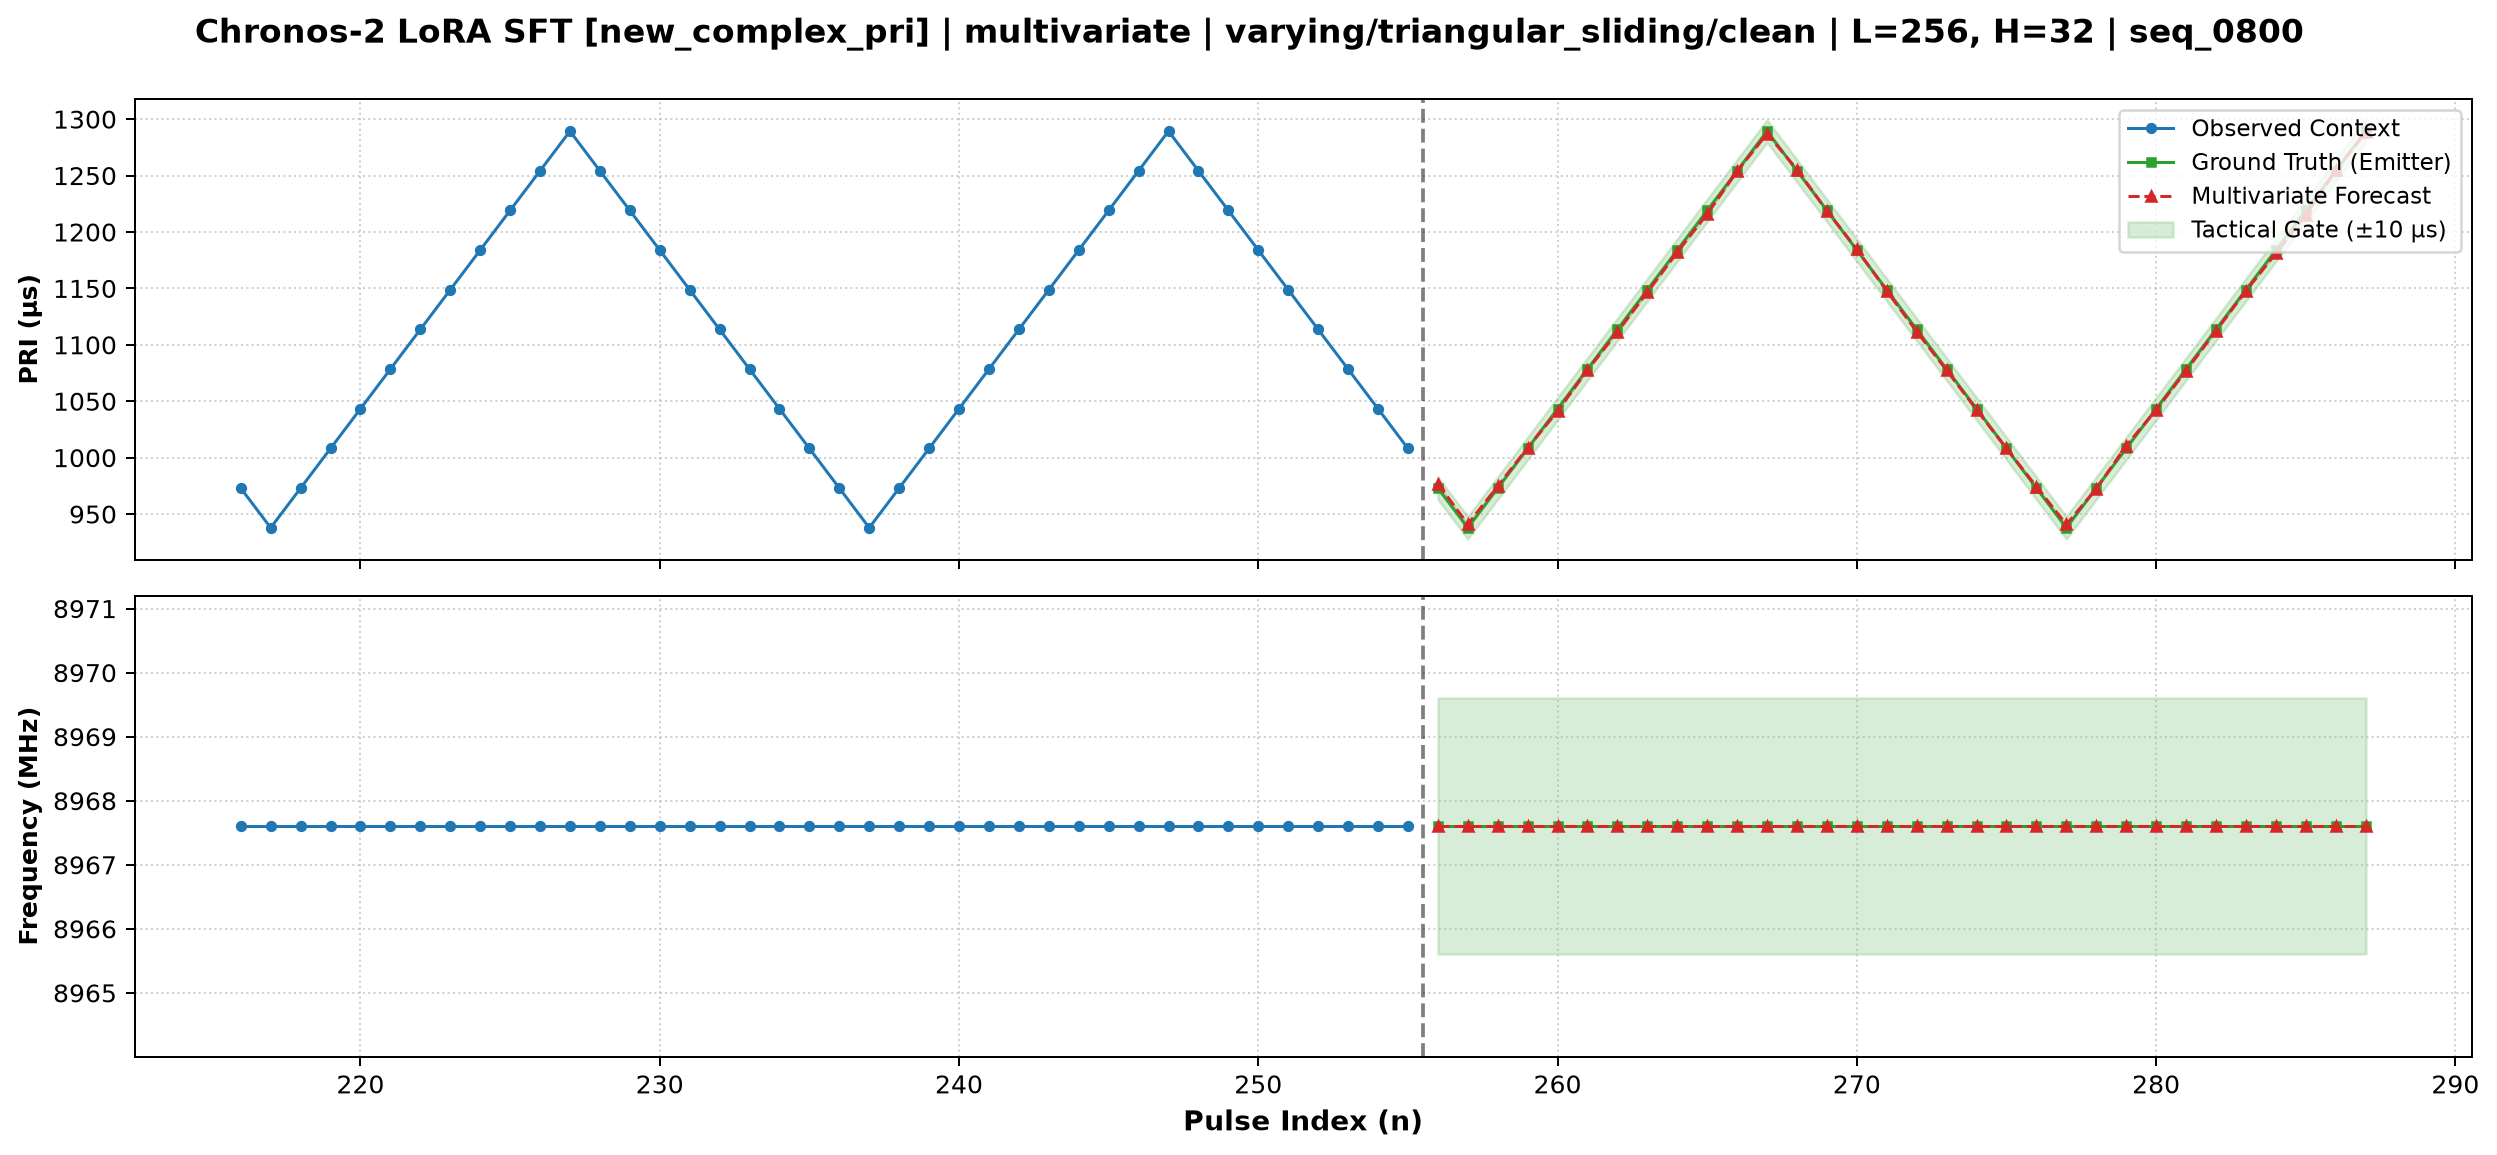 Chronos-2 LoRA SFT [new_complex_pri] | multivariate | varying/triangular_sliding/clean | L=256, H=32 | seq_0800
PRI (µs)
1300
1250
1200
1150
1100
1050
1000
950
Observed Context
Ground Truth (Emitter)
Multivariate Forecast
Tactical Gate (±10 µs)
Frequency (MHz)
8971
8970
8969
8968
8967
8966
8965
220 230 240 250 260 270 280 290
Pulse Index (n)